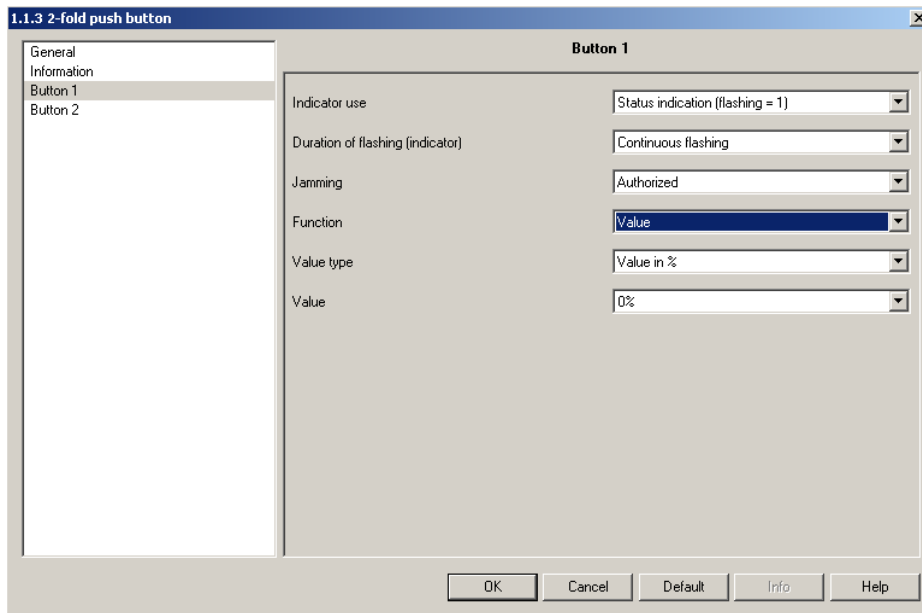 1.1.3 2-fold push button
General
Information
Button 1
Button 2
Button 1
Indicator use Status indication (flashing = 1)
Duration of flashing (indicator) Continuous flashing
Jamming Authorized
Function Value
Value type Value in %
Value 0%
OK Cancel Default Info Help